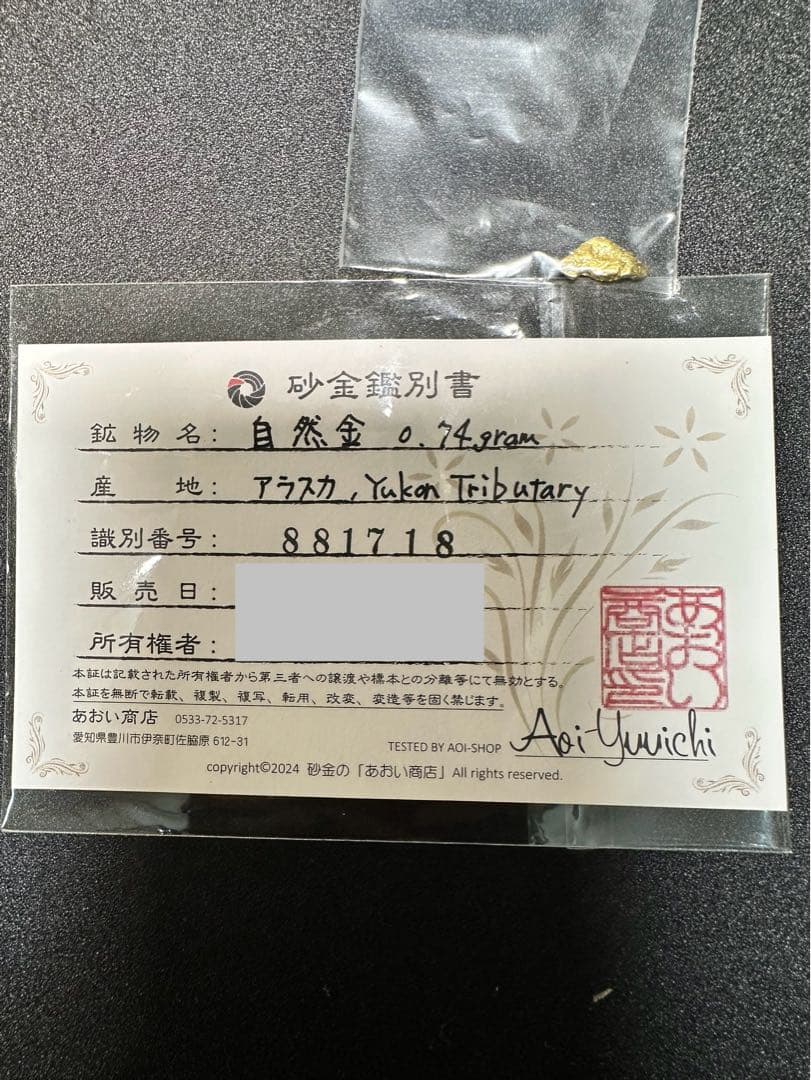 砂金鑑別書
鉱物名: 自然金 0.74gram
産地: アラスカ, Yukon Tributary
識別番号: 881718
販売日:
所有権者:
本証は記載された所有権者から第三者への譲渡や標本との分離等にて無効とする。
本証を無断で転載、複製、複写、転用、改変、変造等を固く禁じます。
あおい商店 0533-72-5317
愛知県豊川市伊奈町佐脇原 612-31
あおい商店印
TESTED BY AOI-SHOP Aoi Yuuichi
copyright©2024 砂金の「あおい商店」All rights reserved.